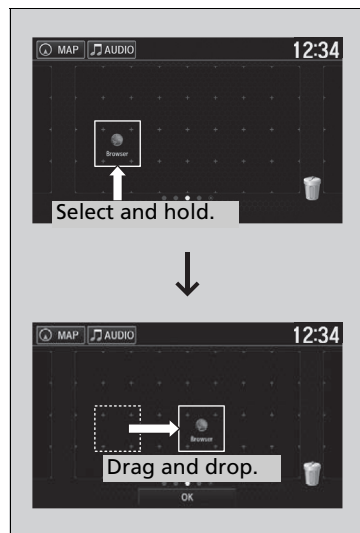 MAP AUDIO 12:34
Browser
Select and hold.
MAP AUDIO 12:34
Browser
Drag and drop.
OK